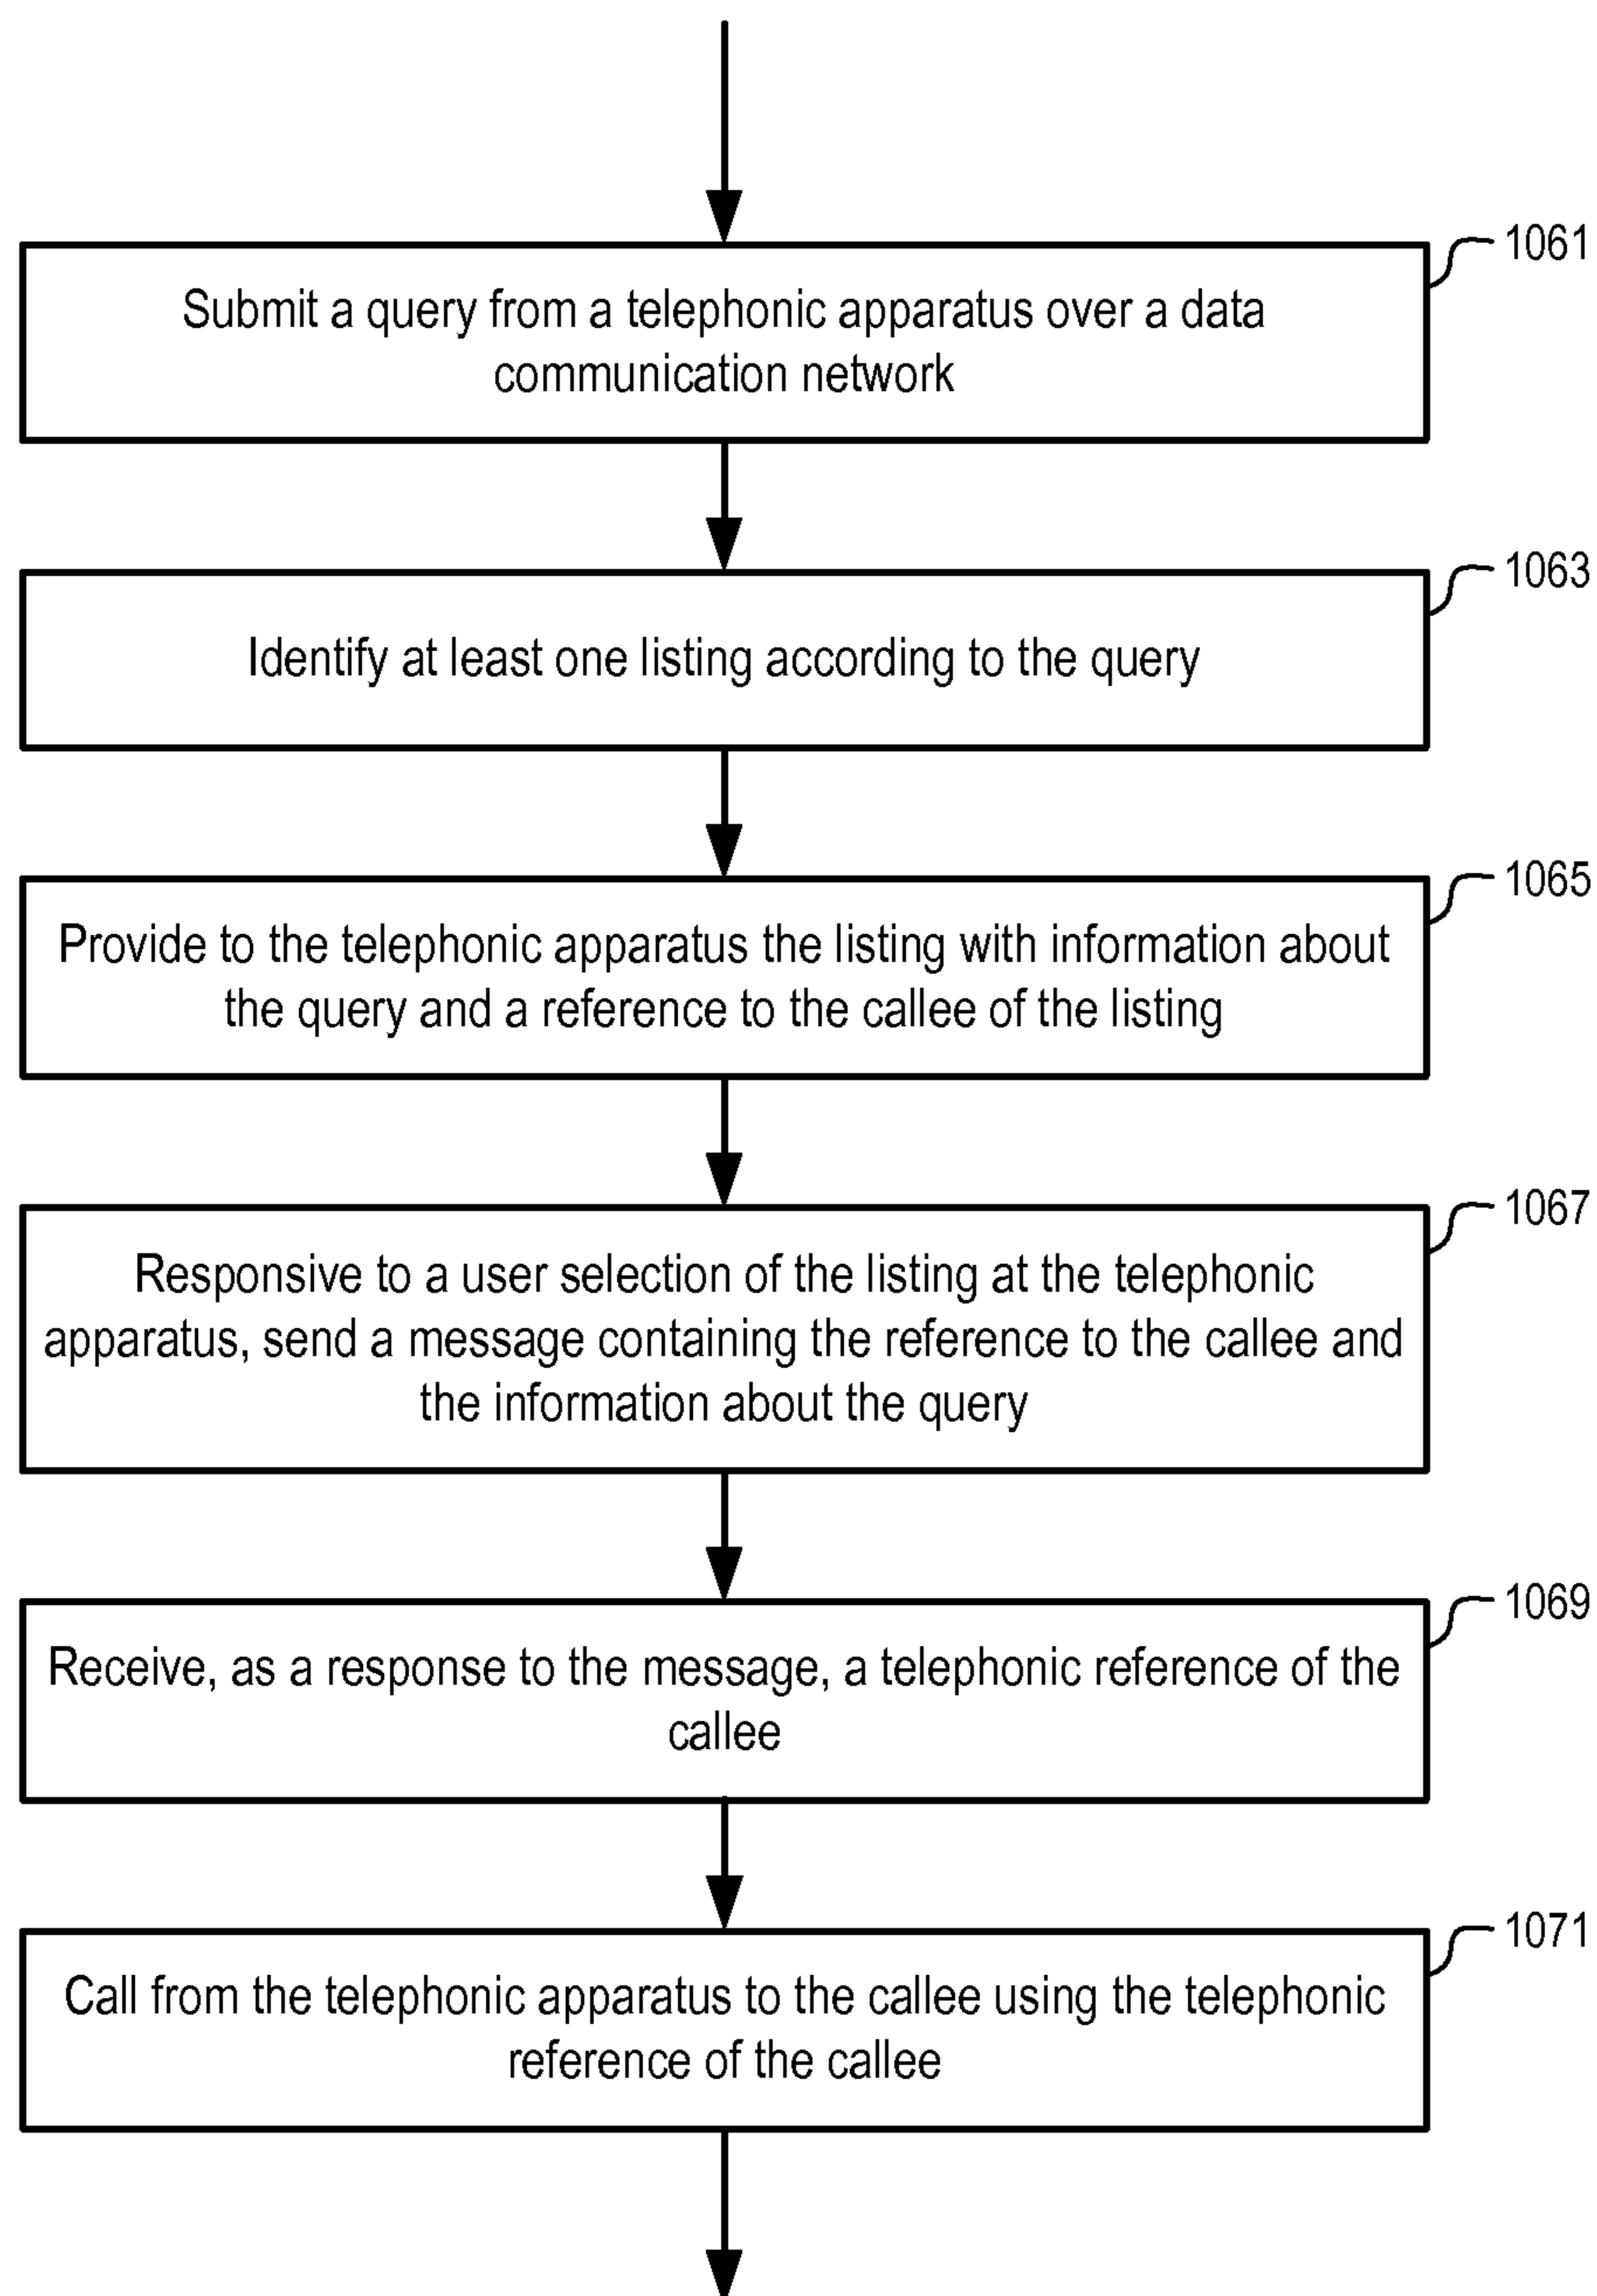 1061
Submit a query from a telephonic apparatus over a data
communication network
1063
Identify at least one listing according to the query
1065
Provide to the telephonic apparatus the listing with information about
the query and a reference to the callee of the listing
1067
Responsive to a user selection of the listing at the telephonic
apparatus, send a message containing the reference to the callee and
the information about the query
1069
Receive, as a response to the message, a telephonic reference of the
callee
1071
Call from the telephonic apparatus to the callee using the telephonic
reference of the callee